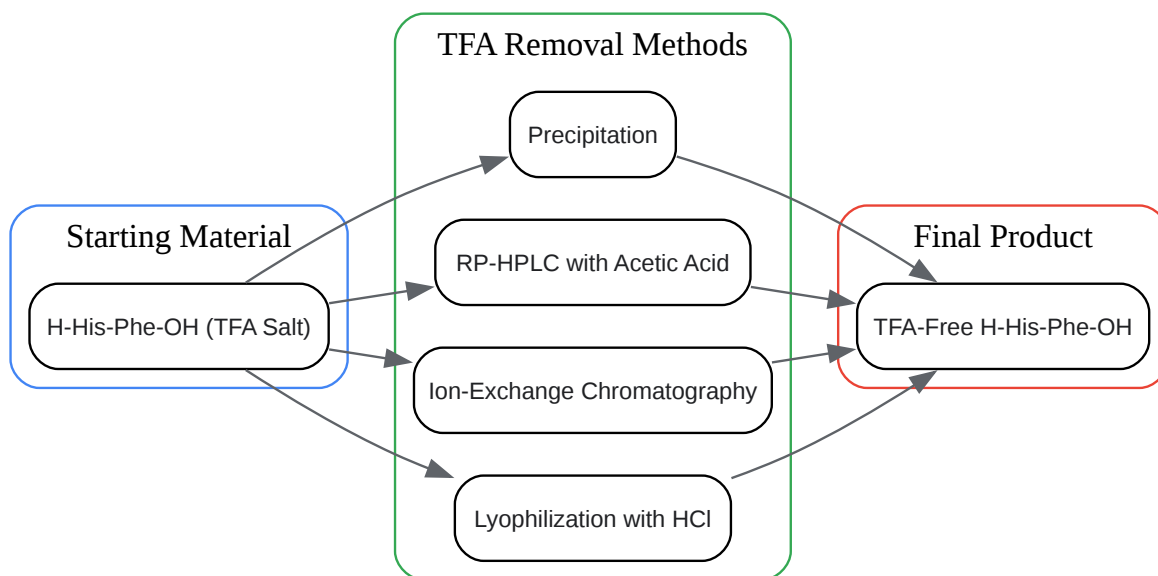 TFA Removal Methods
Precipitation
Starting Material
Final Product
RP-HPLC with Acetic Acid
H-His-Phe-OH (TFA Salt)
TFA-Free H-His-Phe-OH
Ion-Exchange Chromatography
Lyophilization with HCl